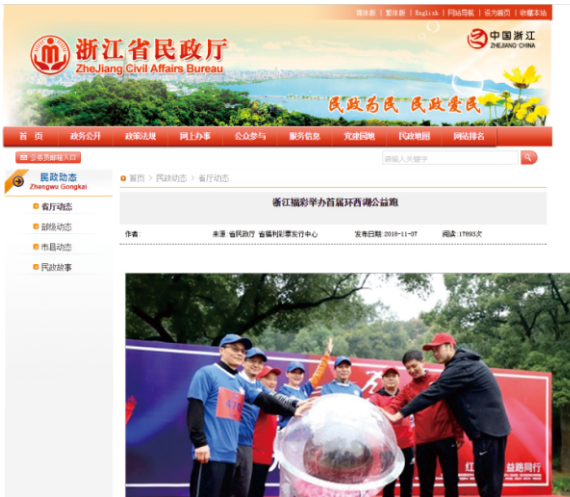 简体版 | 繁体版 | English | 网站导航 | 设为首页 | 收藏本站
浙江省民政厅
ZheJiang Civil Affairs Bureau
中国浙江
ZHEJIANG·CHINA
民政为民 民政爱民
首 页 政务公开 政策法规 网上办事 公众参与 服务信息 党建园地 民政地图 网站排名
公务员邮箱入口
请输入关键字
民政动态
Zhengwu Gongkai
首页 > 民政动态 > 省厅动态
省厅动态
部级动态
市县动态
民政故事
浙江福彩举办首届环西湖公益跑
作者: 来源:省民政厅 省福利彩票发行中心 发布日期:2018-11-07 阅读:17893次
益路同行